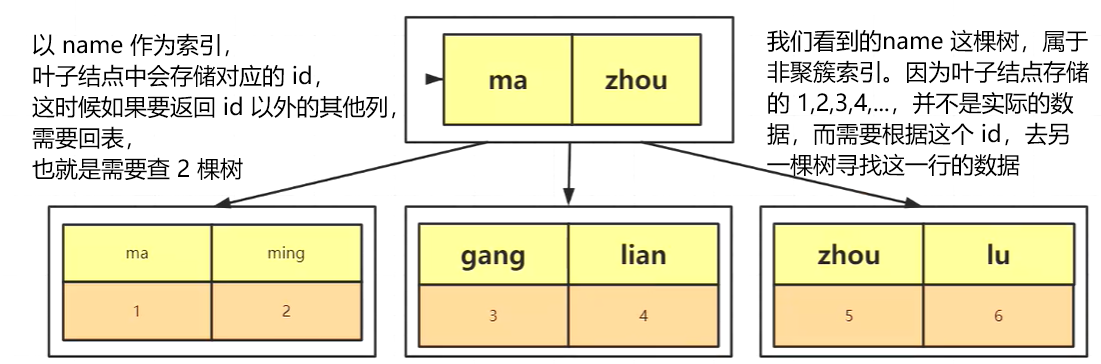 以 name 作为索引，
叶子结点中会存储对应的 id，
这时候如果要返回 id 以外的其他列，
需要回表，
也就是需要查 2 棵树
我们看到的name 这棵树，属于
非聚簇索引。因为叶子结点存储
的 1,2,3,4,...，并不是实际的数
据，而需要根据这个 id，去另
一棵树寻找这一行的数据
ma zhou
ma ming
1 2
gang lian
3 4
zhou lu
5 6